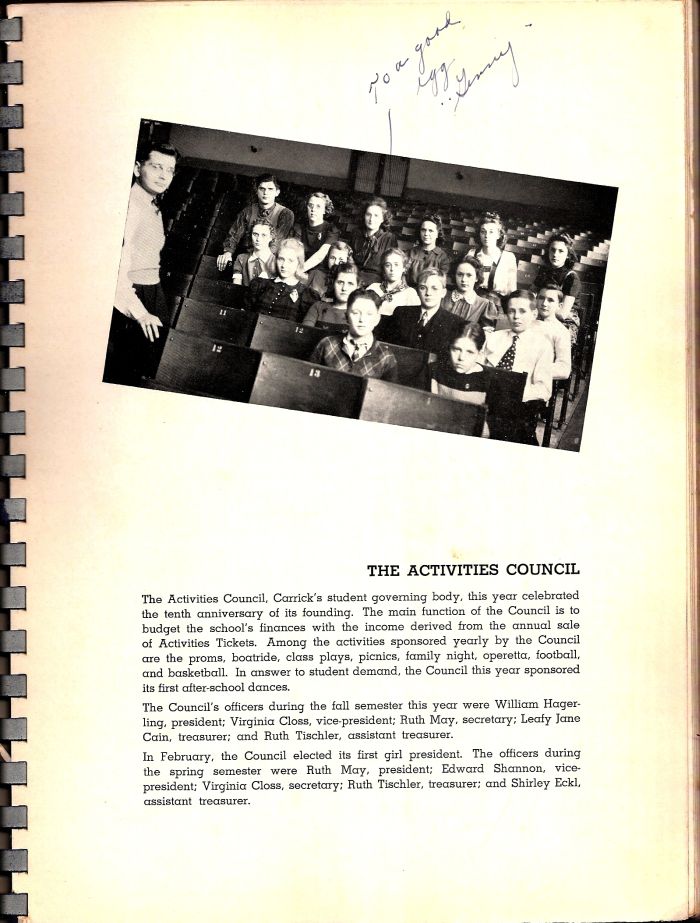 To a good
egg
"Ginny"
11
12
12
13
THE ACTIVITIES COUNCIL
The Activities Council, Carrick's student governing body, this year celebrated
the tenth anniversary of its founding. The main function of the Council is to
budget the school's finances with the income derived from the annual sale
of Activities Tickets. Among the activities sponsored yearly by the Council
are the proms, boatride, class plays, picnics, family night, operetta, football,
and basketball. In answer to student demand, the Council this year sponsored
its first after-school dances.
The Council's officers during the fall semester this year were William Hager-
ling, president; Virginia Closs, vice-president; Ruth May, secretary; Leafy Jane
Cain, treasurer; and Ruth Tischler, assistant treasurer.
In February, the Council elected its first girl president. The officers during
the spring semester were Ruth May, president; Edward Shannon, vice-
president; Virginia Closs, secretary; Ruth Tischler, treasurer; and Shirley Eckl,
assistant treasurer.